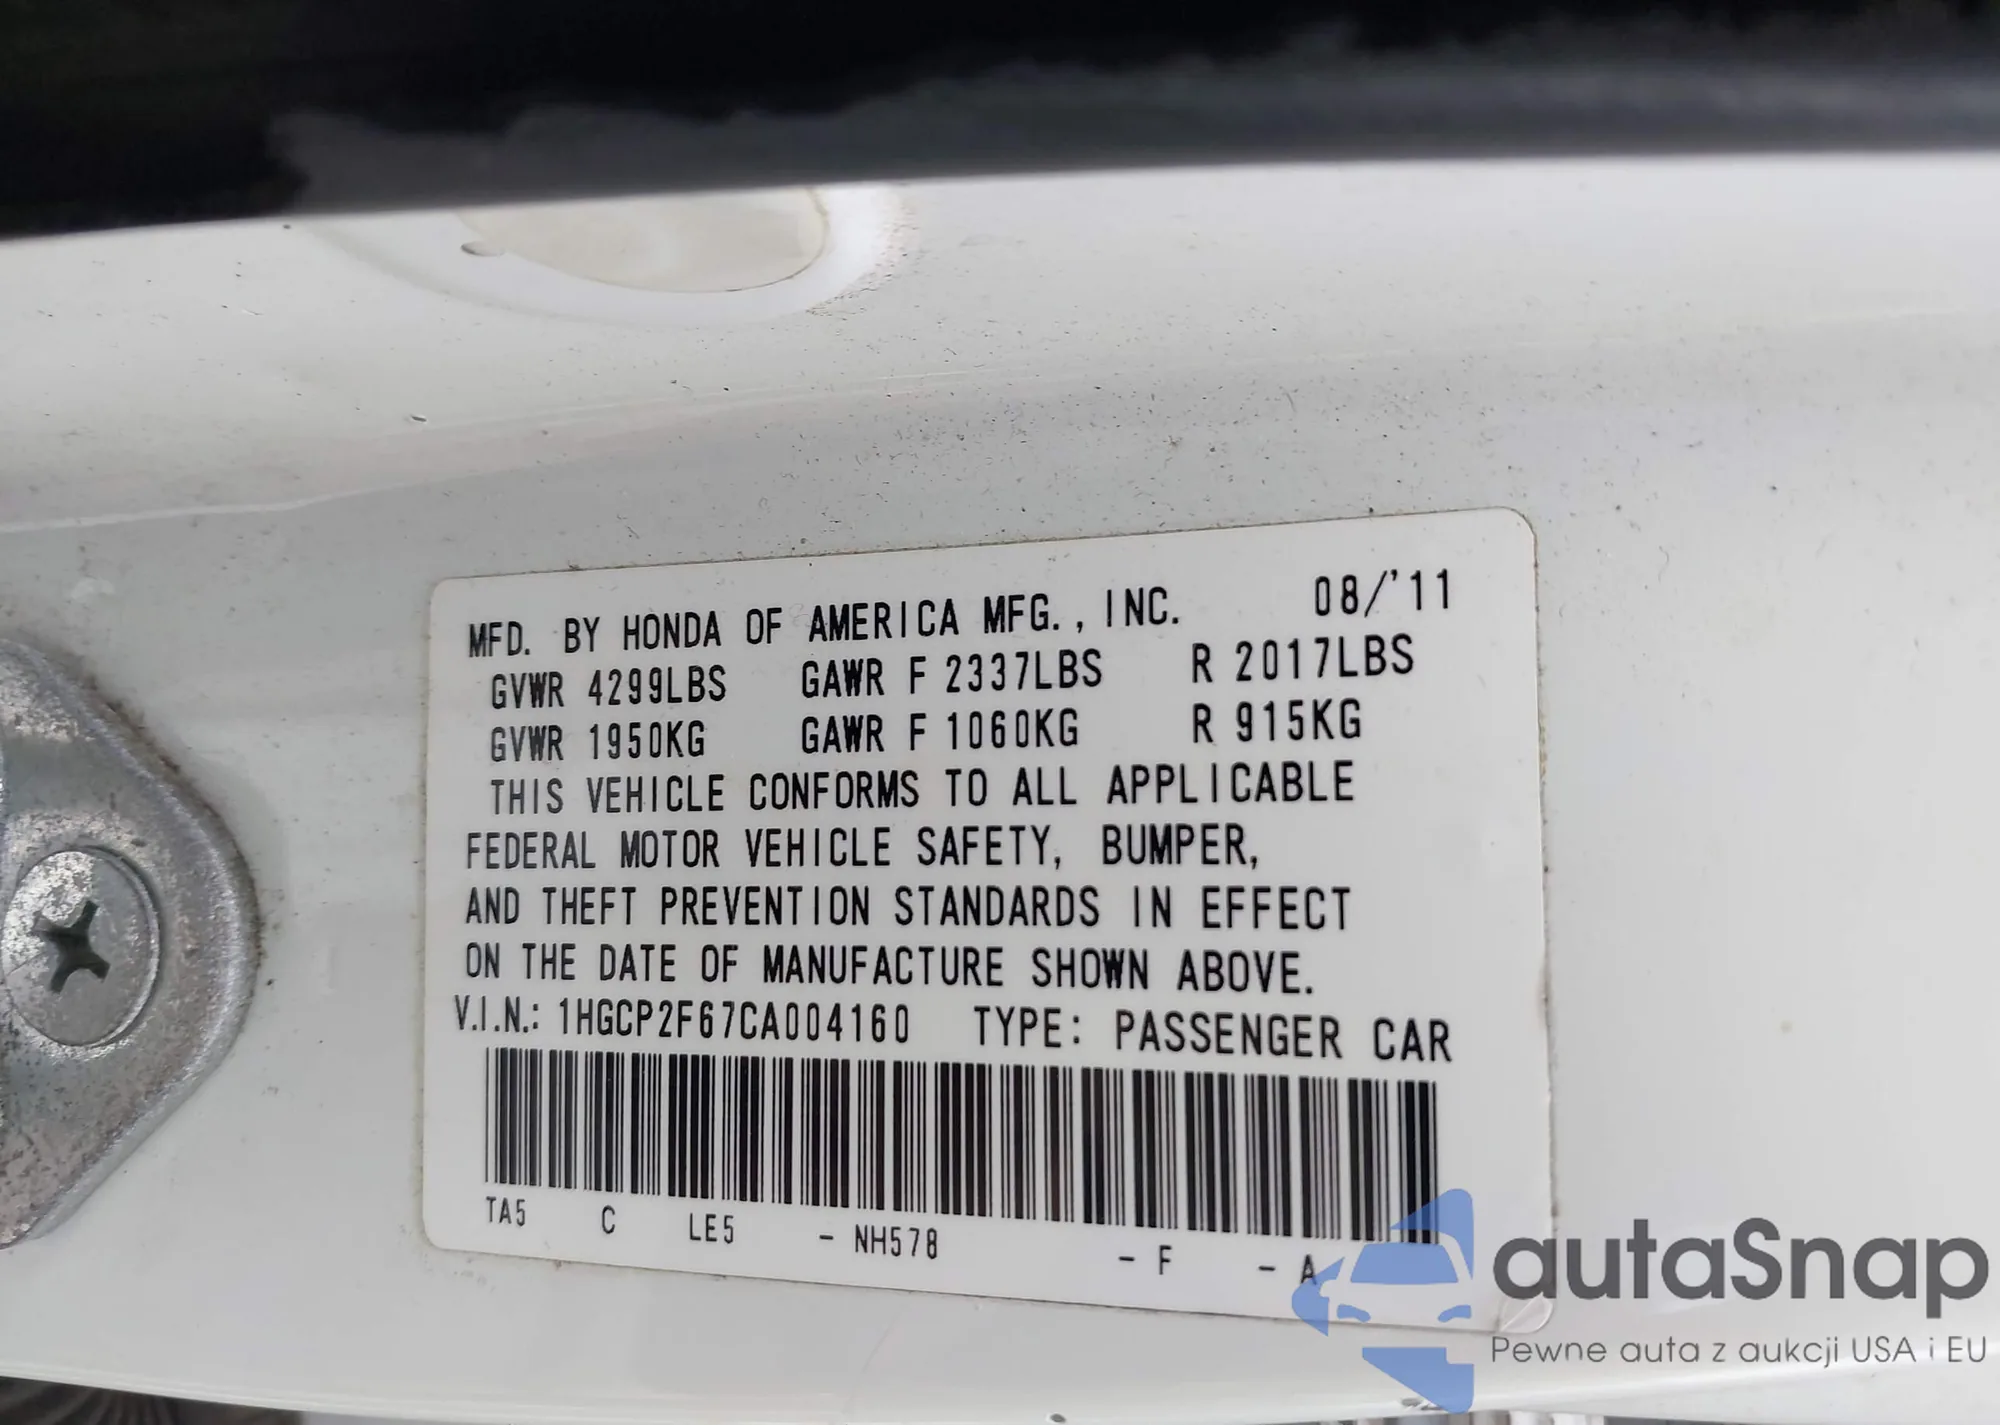 MFD. BY HONDA OF AMERICA MFG., INC. 08/'11
GVWR 4299LBS GAWR F 2337LBS R 2017LBS
GVWR 1950KG GAWR F 1060KG R 915KG
THIS VEHICLE CONFORMS TO ALL APPLICABLE
FEDERAL MOTOR VEHICLE SAFETY, BUMPER,
AND THEFT PREVENTION STANDARDS IN EFFECT
ON THE DATE OF MANUFACTURE SHOWN ABOVE.
V.I.N.: 1HGCP2F67CA004160 TYPE: PASSENGER CAR
TA5 C LE5 - NH578 - F - A
autaSnap
Pewne auta z aukcji USA i EU